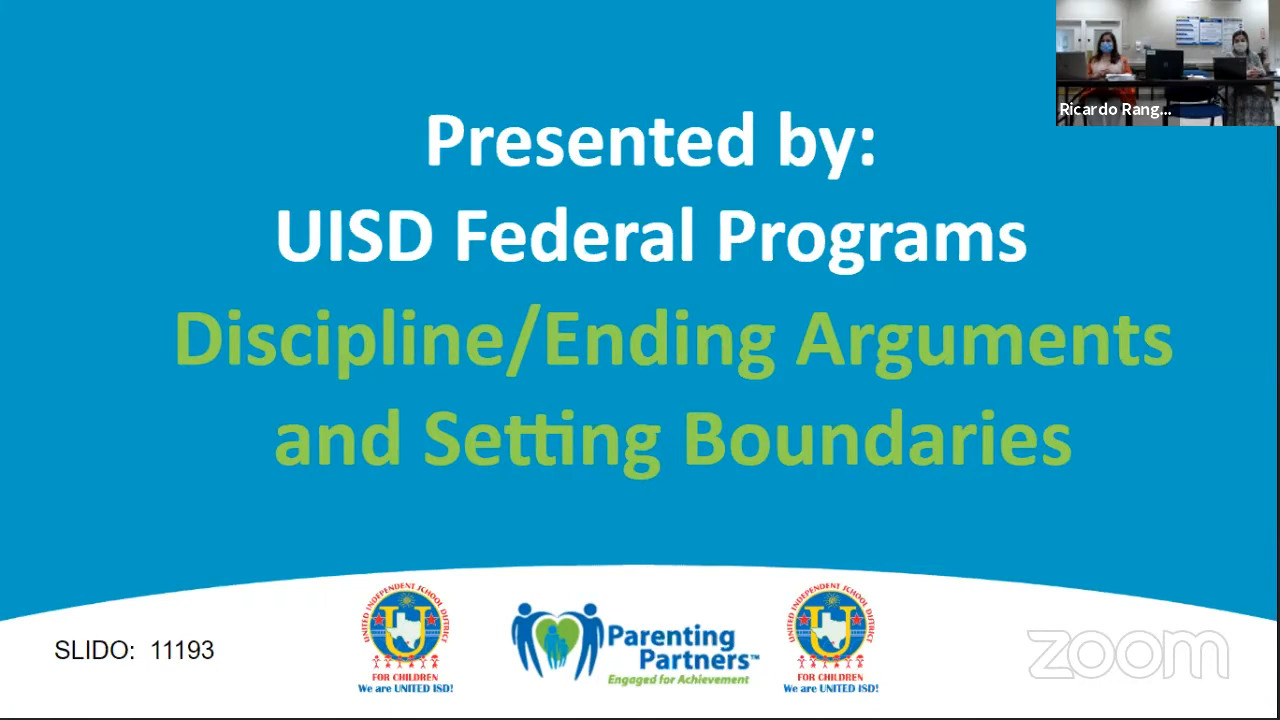 Ricardo Rang...
Presented by:
UISD Federal Programs
Discipline/Ending Arguments
and Setting Boundaries
SLIDO: 11193
UNITED INDEPENDENT SCHOOL DISTRICT
U
FOR CHILDREN
We are UNITED ISD!
Parenting
Partners™
Engaged for Achievement
UNITED INDEPENDENT SCHOOL DISTRICT
U
FOR CHILDREN
We are UNITED ISD!
zoom